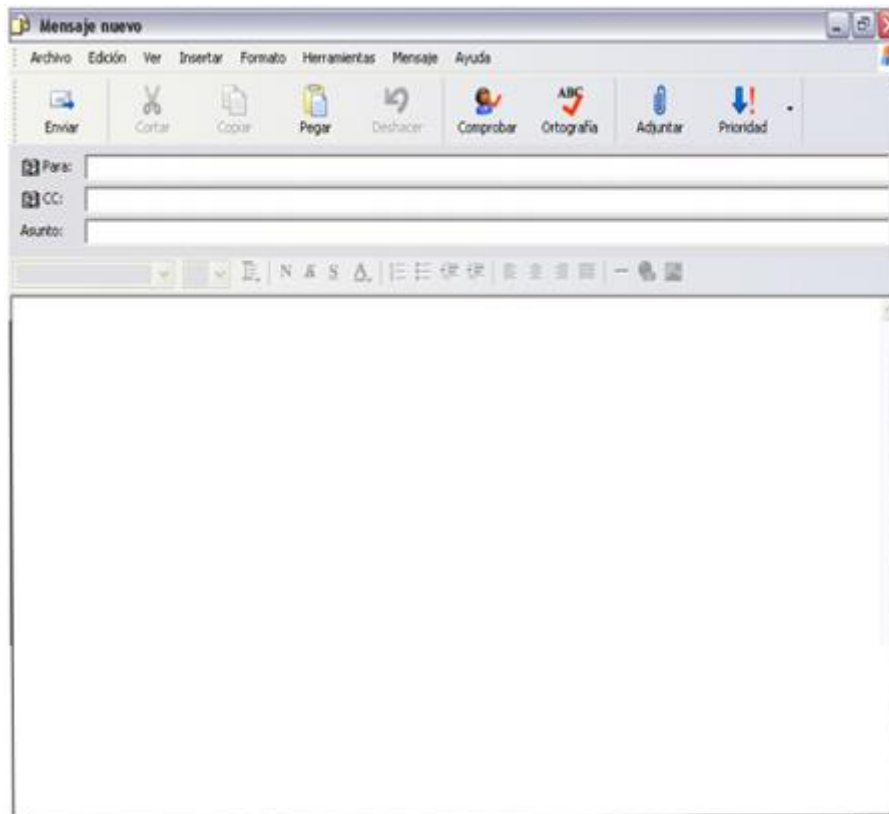 Mensaje nuevo
Archivo Edición Ver Insertar Formato Herramientas Mensaje Ayuda
ABC
Enviar Cortar Copiar Pegar Deshacer Comprobar Ortografía Adjuntar Prioridad
Para:
CC:
Asunto:
N K S A